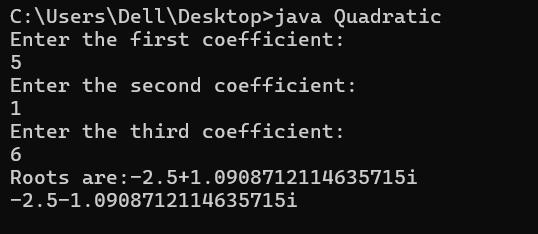 C:\Users\Dell\Desktop>java Quadratic
Enter the first coefficient:
5
Enter the second coefficient:
1
Enter the third coefficient:
6
Roots are:-2.5+1.0908712114635715i
-2.5-1.0908712114635715i